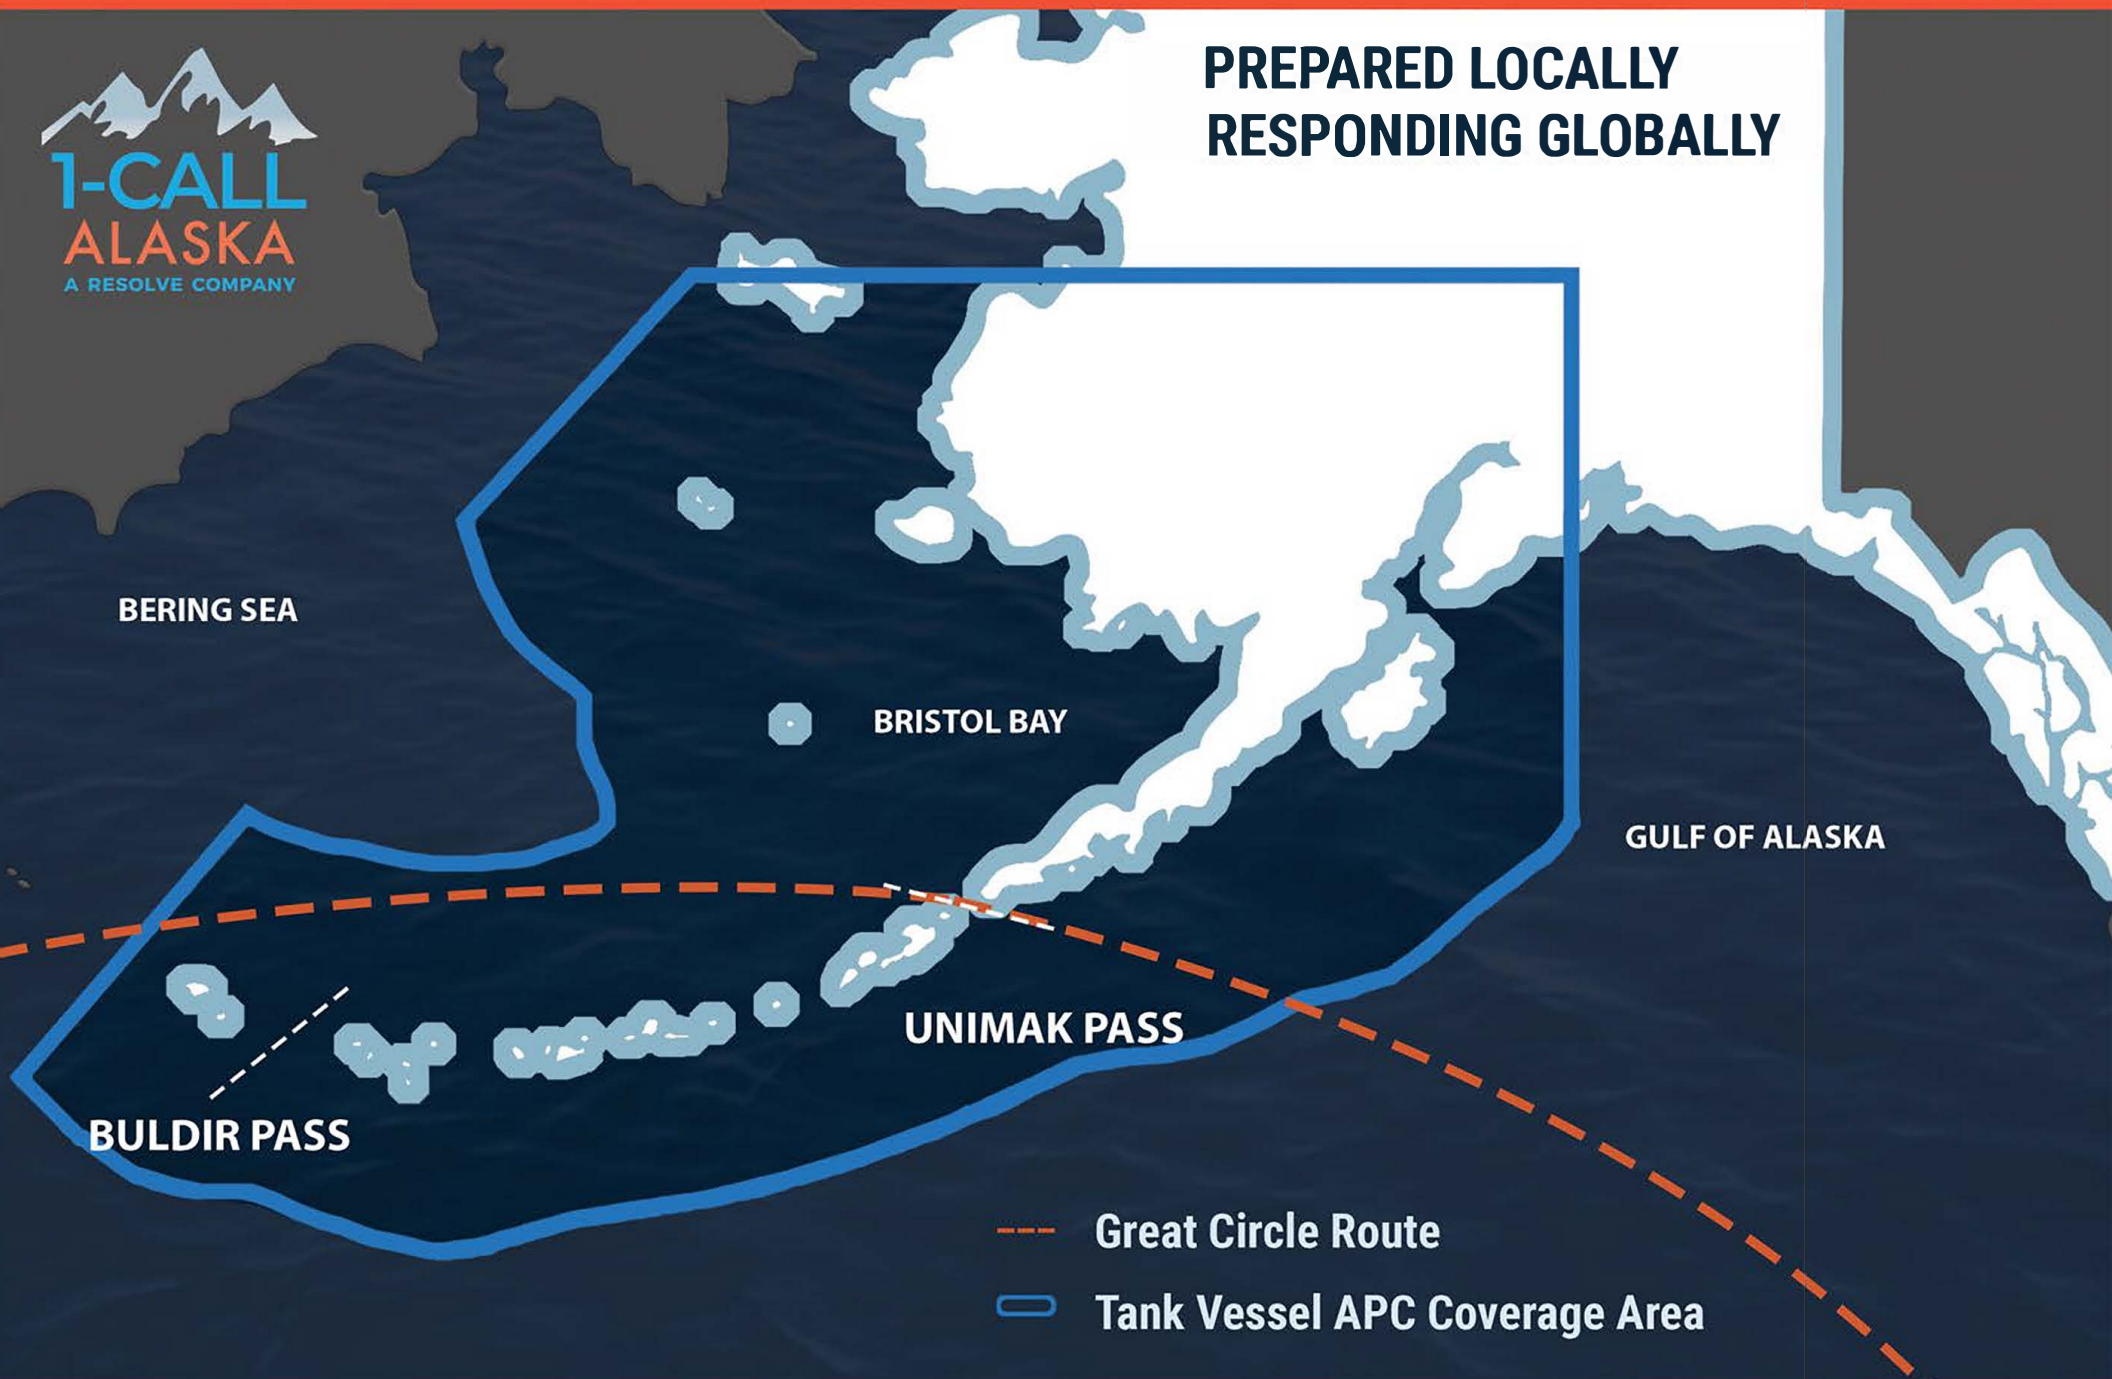 1-CALL
ALASKA
A RESOLVE COMPANY
PREPARED LOCALLY
RESPONDING GLOBALLY
BERING SEA
BRISTOL BAY
GULF OF ALASKA
UNIMAK PASS
BULDIR PASS
Great Circle Route
Tank Vessel APC Coverage Area